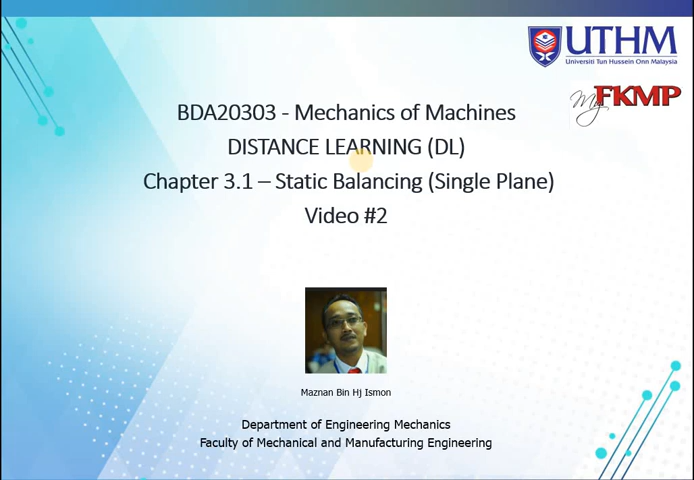 UTHM
Universiti Tun Hussein Onn Malaysia
My FKMP
BDA20303 - Mechanics of Machines
DISTANCE LEARNING (DL)
Chapter 3.1 – Static Balancing (Single Plane)
Video #2
Maznan Bin Hj Ismon
Department of Engineering Mechanics
Faculty of Mechanical and Manufacturing Engineering